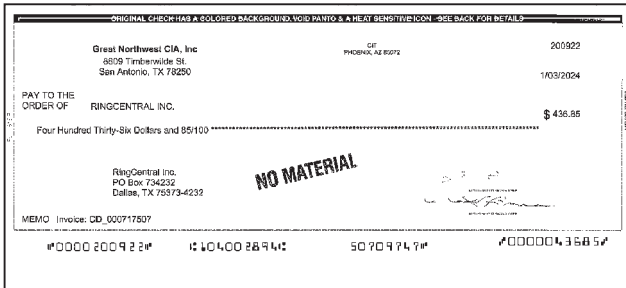 ORIGINAL CHECK HAS A COLORED BACKGROUND, VOID PANTO & A HEAT SENSITIVE ICON - SEE BACK FOR DETAILS
Great Northwest CIA, Inc
6609 Timberwilde St.
San Antonio, TX 78250
CIT
PHOENIX, AZ 85072
200922
1/03/2024
PAY TO THE
ORDER OF RINGCENTRAL INC.
$ 436.85
Four Hundred Thirty-Six Dollars and 85/100
RingCentral Inc.
PO Box 734232
Dallas, TX 75373-4232
NO MATERIAL
MEMO Invoice: CD_000717507
⑈0000200922⑈ ⑆104002894⑆ 50709747⑈ ⑇0000043685⑇